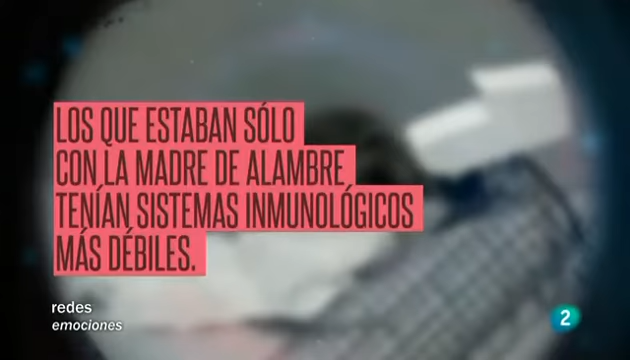 LOS QUE ESTABAN SÓLO
CON LA MADRE DE ALAMBRE
TENÍAN SISTEMAS INMUNOLÓGICOS
MÁS DÉBILES.
redes
emociones
2